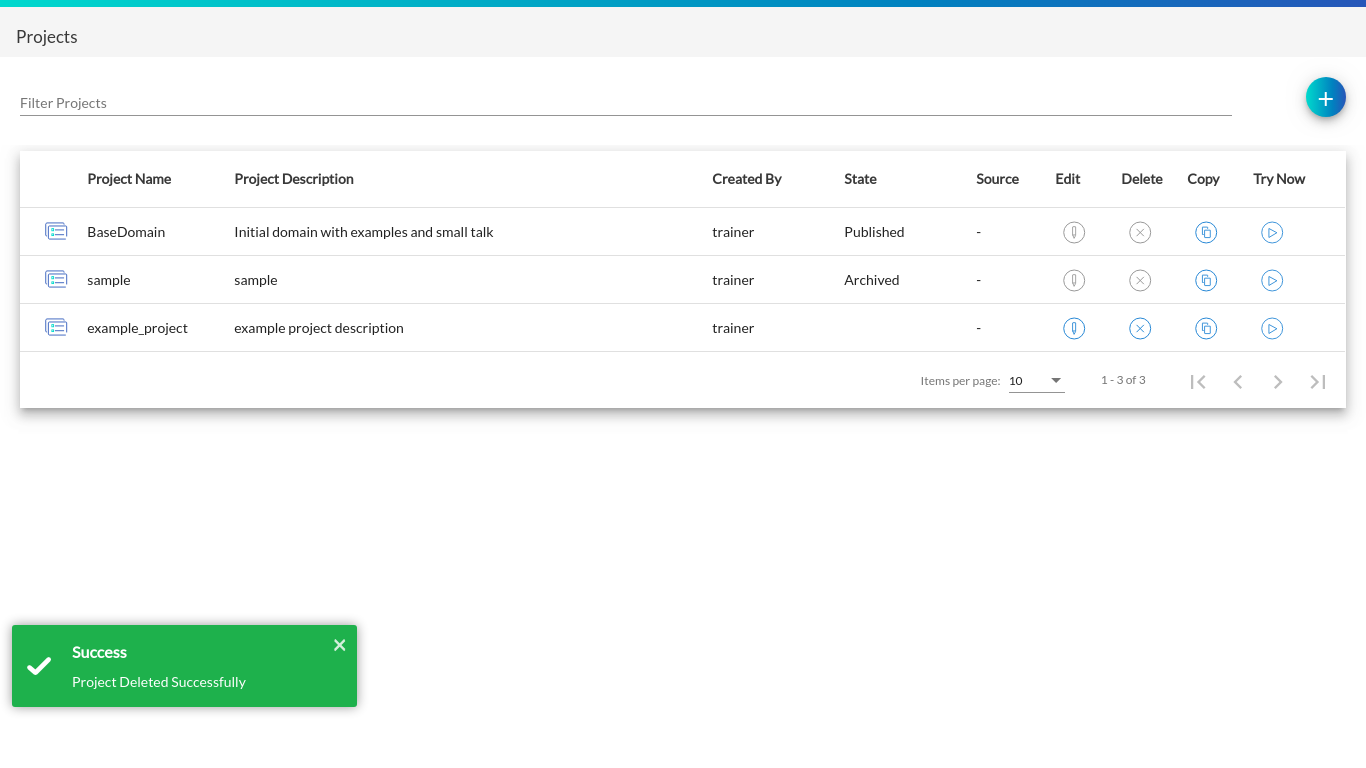 Projects
Filter Projects
+
Project Name Project Description Created By State Source Edit Delete Copy Try Now
BaseDomain Initial domain with examples and small talk trainer Published -
sample sample trainer Archived -
example_project example project description trainer -
Items per page: 10 1 - 3 of 3
Success
Project Deleted Successfully